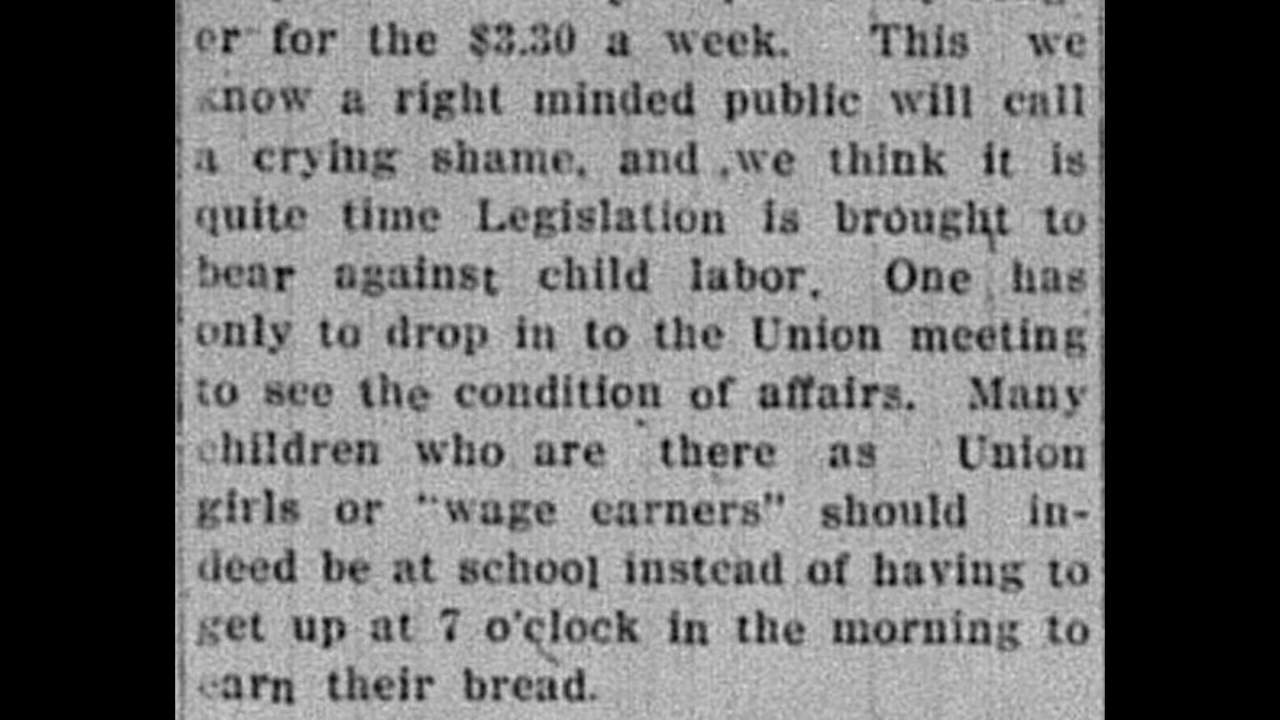 er for the $3.30 a week. This we
know a right minded public will call
a crying shame, and we think it is
quite time Legislation is brought to
bear against child labor. One has
only to drop in to the Union meeting
to see the condition of affairs. Many
children who are there as Union
girls or "wage earners" should in-
deed be at school instead of having to
get up at 7 o'clock in the morning to
earn their bread.